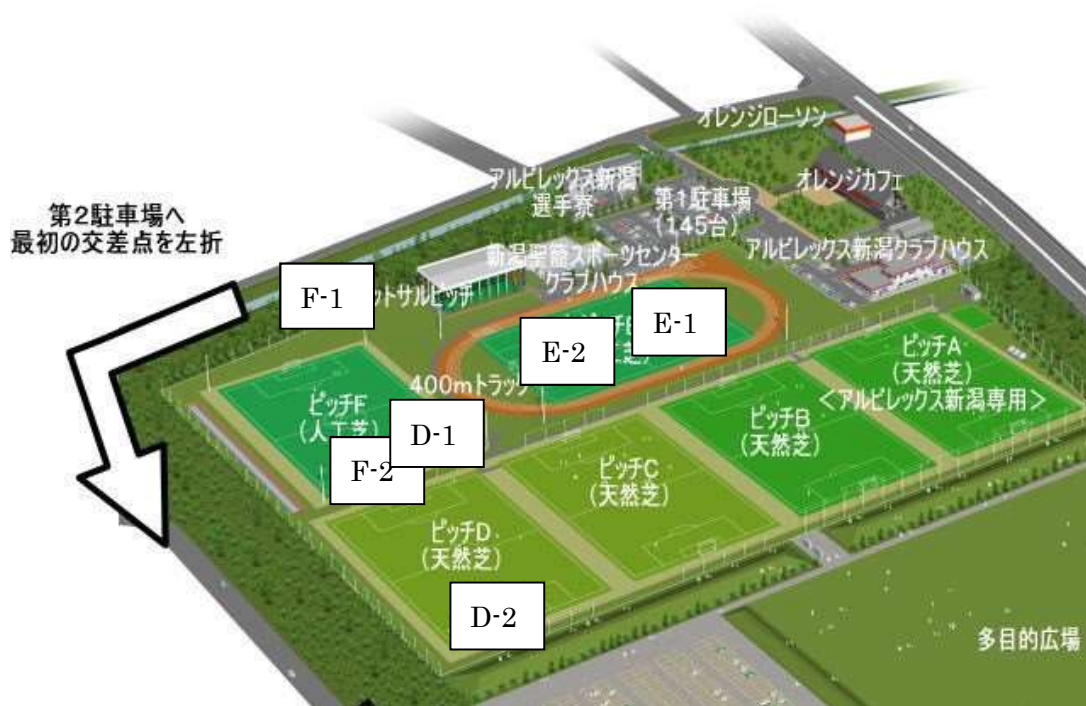 オレンジローソン
アルビレックス新潟
選手寮
第1駐車場
(145台)
オレンジカフェ
第2駐車場へ
最初の交差点を左折
新潟聖籠スポーツセンター
クラブハウス
アルビレックス新潟クラブハウス
F-1
ットサルピッチ
E-1
E-2
400mトラッ
ピッチA
(天然芝)
<アルビレックス新潟専用>
ピッチF
(人工芝)
D-1
F-2
ピッチB
(天然芝)
ピッチC
(天然芝)
ピッチD
(天然芝)
D-2
多目的広場